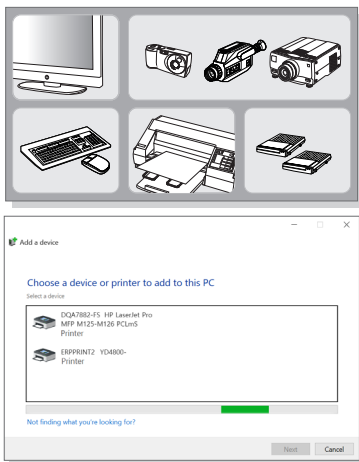 Add a device
Choose a device or printer to add to this PC
Select a device
DQA7882-FS HP LaserJet Pro
MFP M125-M126 PCLmS
Printer
ERPPRINT2 YD4800-
Printer
Not finding what you're looking for?
Next Cancel